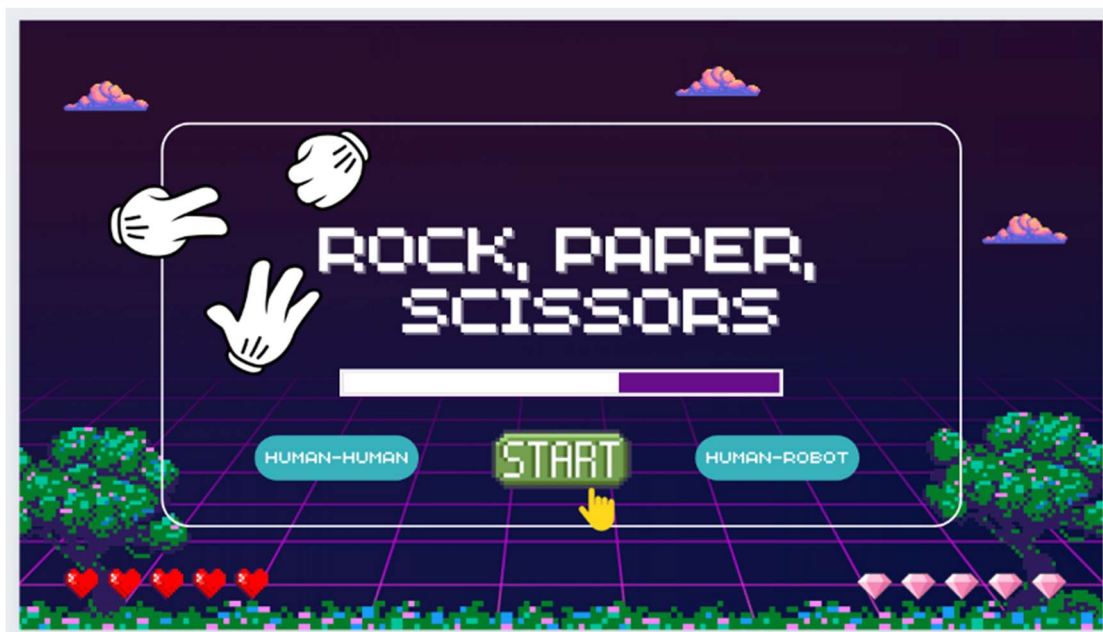 ROCK, PAPER,
SCISSORS
HUMAN-HUMAN
START
HUMAN-ROBOT